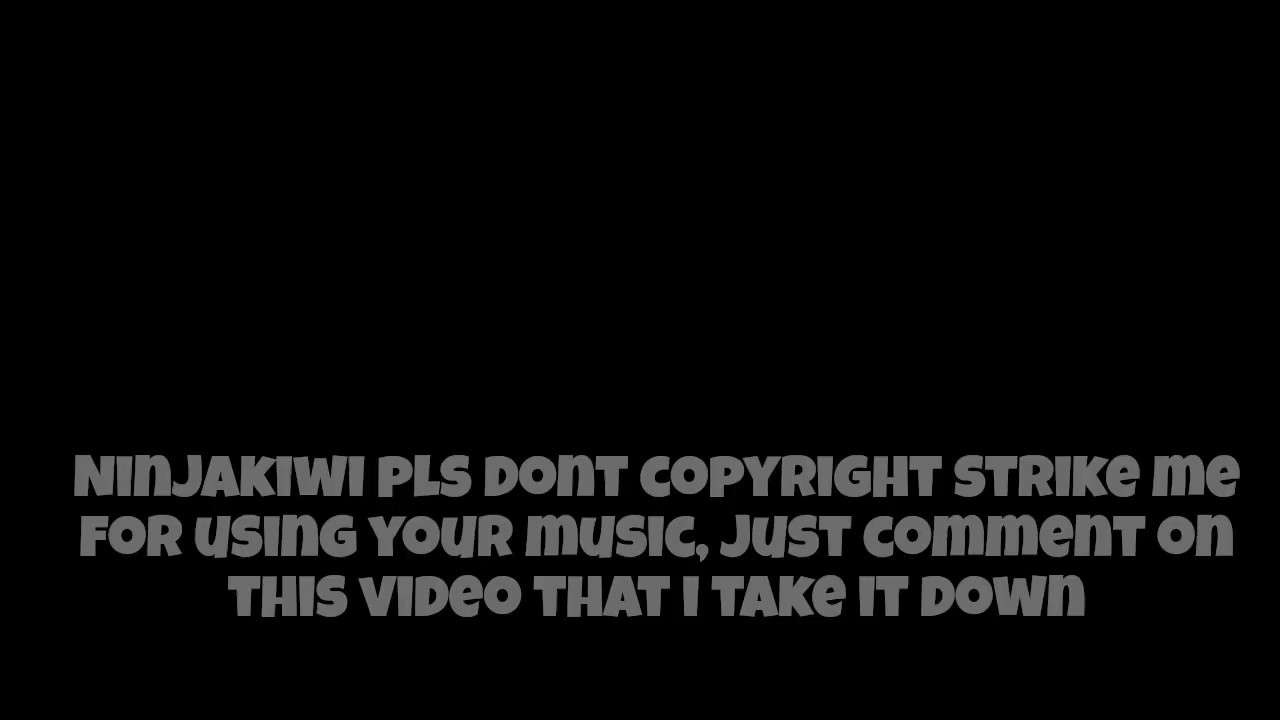 NINJAKIWI PLS DONT COPYRIGHT STRIKE ME
FOR USING YOUR MUSIC, JUST COMMENT ON
THIS VIDEO THAT I TAKE IT DOWN